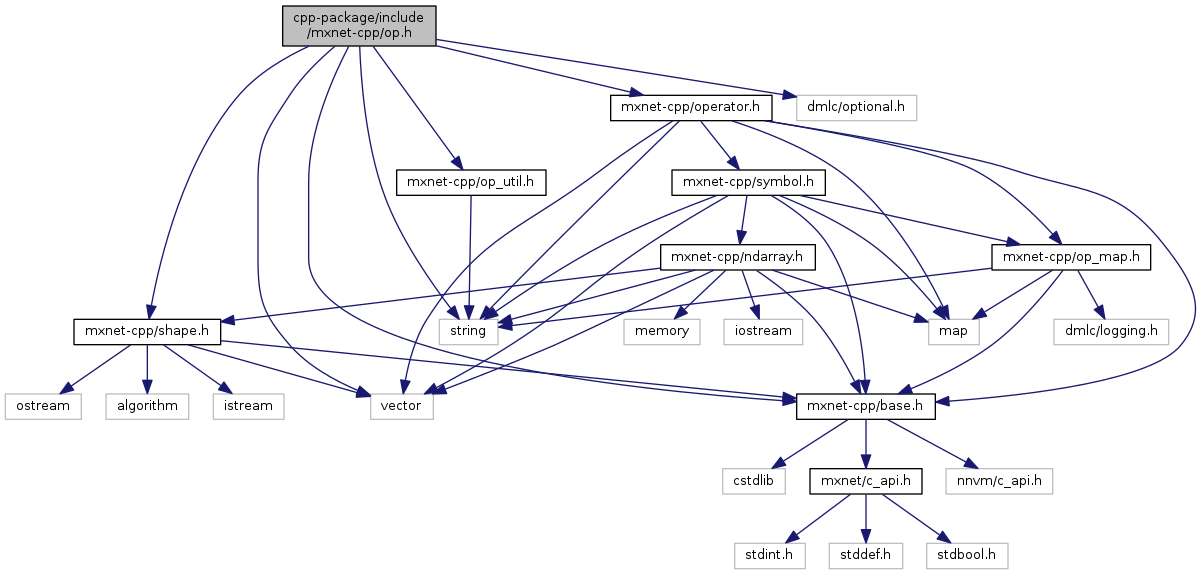 cpp-package/include
/mxnet-cpp/op.h
mxnet-cpp/operator.h
dmlc/optional.h
mxnet-cpp/op_util.h
mxnet-cpp/symbol.h
mxnet-cpp/ndarray.h
mxnet-cpp/op_map.h
mxnet-cpp/shape.h
string
memory
iostream
map
dmlc/logging.h
ostream
algorithm
istream
vector
mxnet-cpp/base.h
cstdlib
mxnet/c_api.h
nnvm/c_api.h
stdint.h
stddef.h
stdbool.h